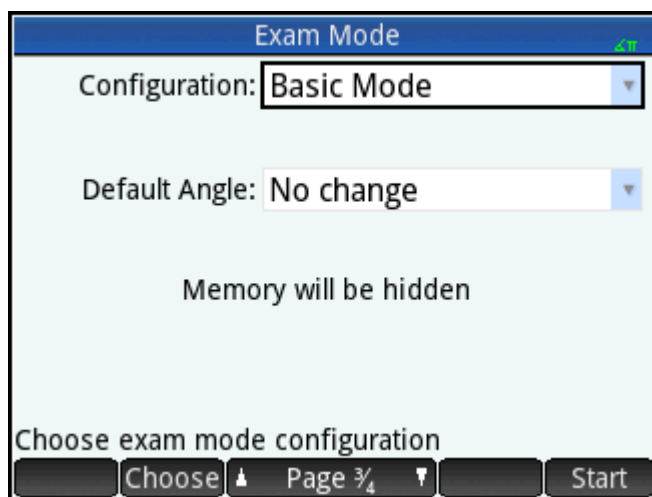 Exam Mode
∠π
Configuration: Basic Mode
Default Angle: No change
Memory will be hidden
Choose exam mode configuration
Choose Page ¾ Start